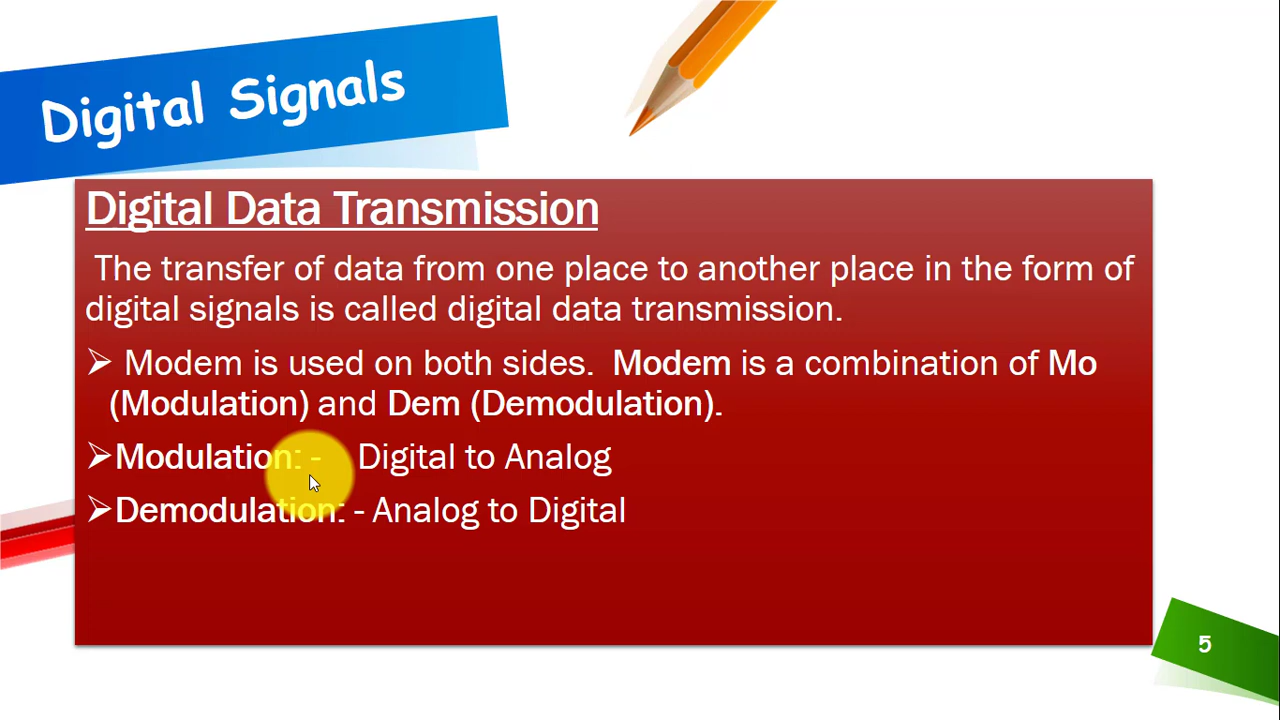 Digital Signals
Digital Data Transmission
The transfer of data from one place to another place in the form of
digital signals is called digital data transmission.
➢ Modem is used on both sides. Modem is a combination of Mo
(Modulation) and Dem (Demodulation).
➢Modulation: - Digital to Analog
➢Demodulation: - Analog to Digital
5